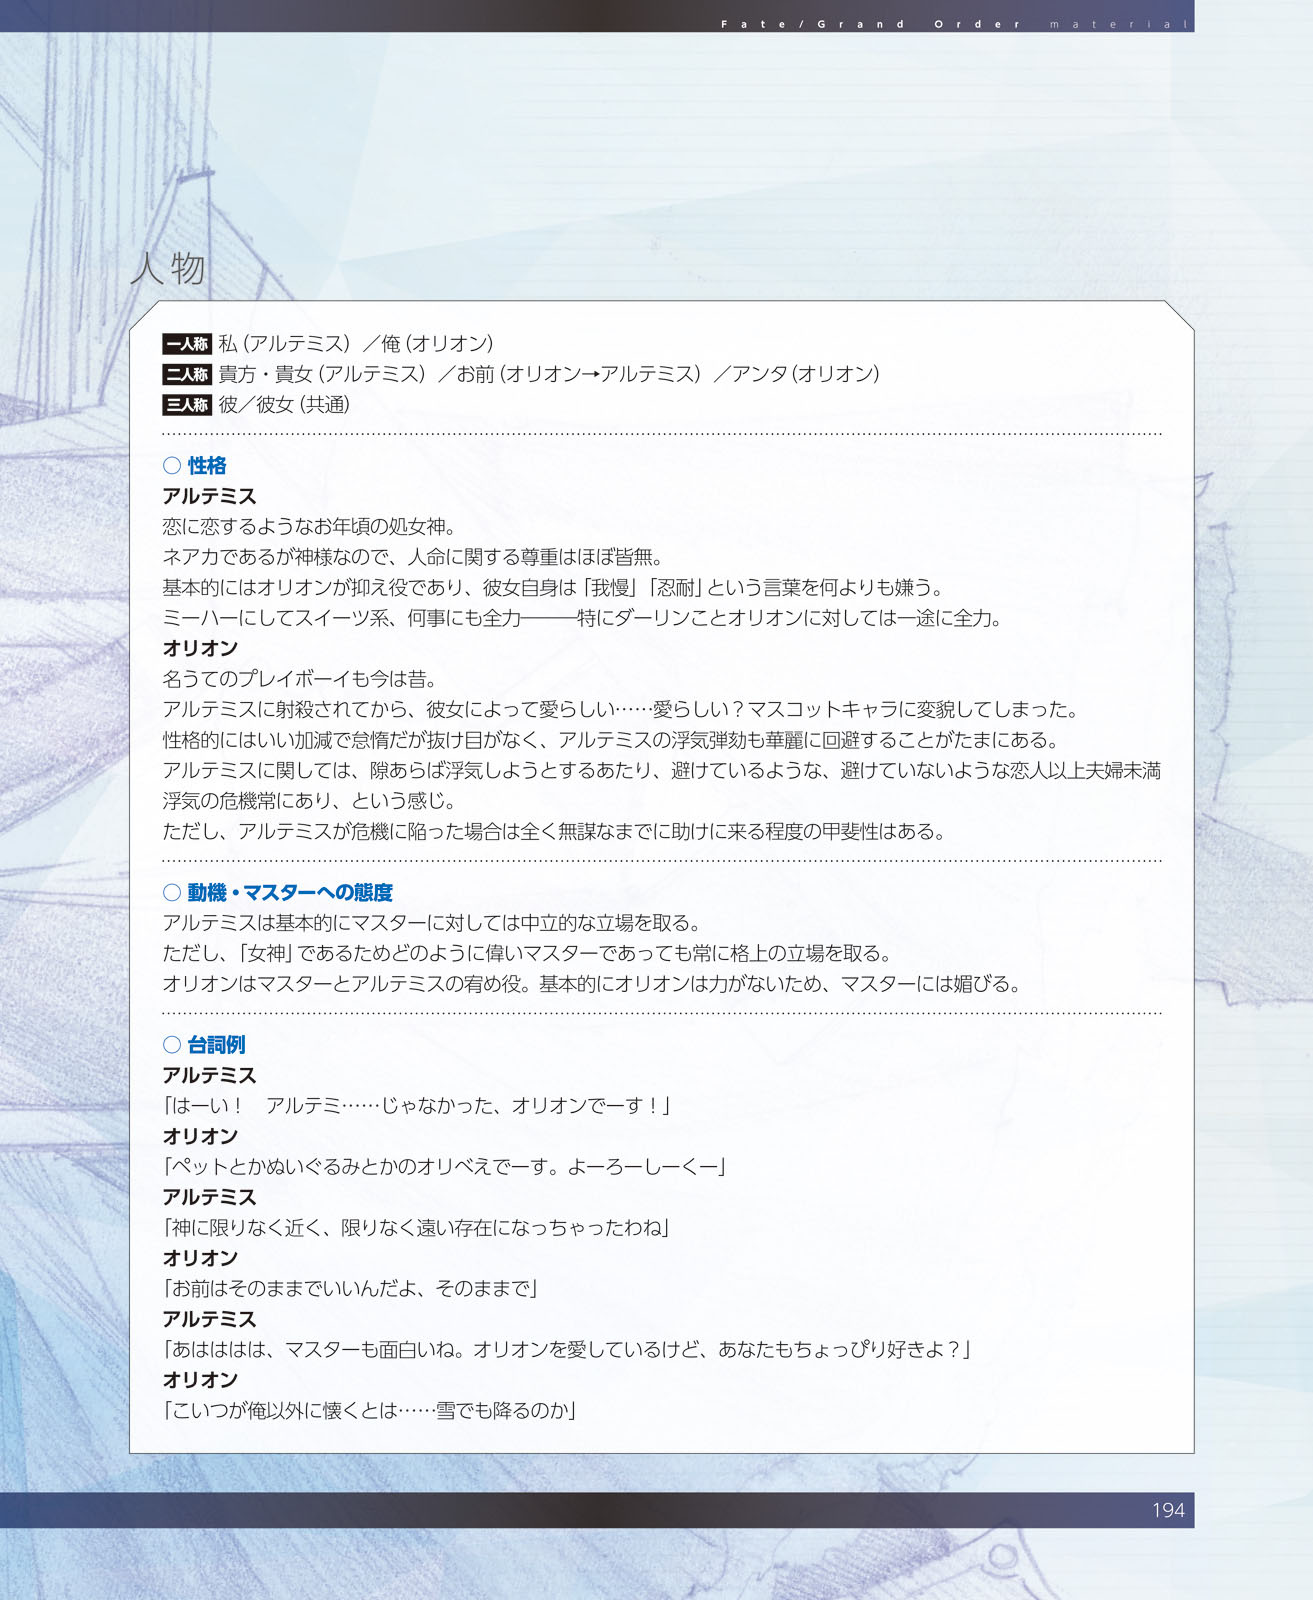 Fate/Grand Order material
人物
一人称 私（アルテミス）／俺（オリオン）
二人称 貴方・貴女（アルテミス）／お前（オリオン→アルテミス）／アンタ（オリオン）
三人称 彼／彼女（共通）
○ 性格
アルテミス
恋に恋するようなお年頃の処女神。
ネアカであるが神様なので、人命に関する尊重はほぼ皆無。
基本的にはオリオンが抑え役であり、彼女自身は「我慢」「忍耐」という言葉を何よりも嫌う。
ミーハーにしてスイーツ系、何事にも全力―――特にダーリンことオリオンに対しては一途に全力。
オリオン
名うてのプレイボーイも今は昔。
アルテミスに射殺されてから、彼女によって愛らしい……愛らしい？マスコットキャラに変貌してしまった。
性格的にはいい加減で怠惰だが抜け目がなく、アルテミスの浮気弾劾も華麗に回避することがたまにある。
アルテミスに関しては、隙あらば浮気しようとするあたり、避けているような、避けていないような恋人以上夫婦未満
浮気の危機常にあり、という感じ。
ただし、アルテミスが危機に陥った場合は全く無謀なまでに助けに来る程度の甲斐性はある。
○ 動機・マスターへの態度
アルテミスは基本的にマスターに対しては中立的な立場を取る。
ただし、「女神」であるためどのように偉いマスターであっても常に格上の立場を取る。
オリオンはマスターとアルテミスの宥め役。基本的にオリオンは力がないため、マスターには媚びる。
○ 台詞例
アルテミス
「はーい！　アルテミ……じゃなかった、オリオンでーす！」
オリオン
「ペットとかぬいぐるみとかのオリベえでーす。よーろーしーくー」
アルテミス
「神に限りなく近く、限りなく遠い存在になっちゃったわね」
オリオン
「お前はそのままでいいんだよ、そのままで」
アルテミス
「あはははは、マスターも面白いね。オリオンを愛しているけど、あなたもちょっぴり好きよ？」
オリオン
「こいつが俺以外に懐くとは……雪でも降るのか」
194